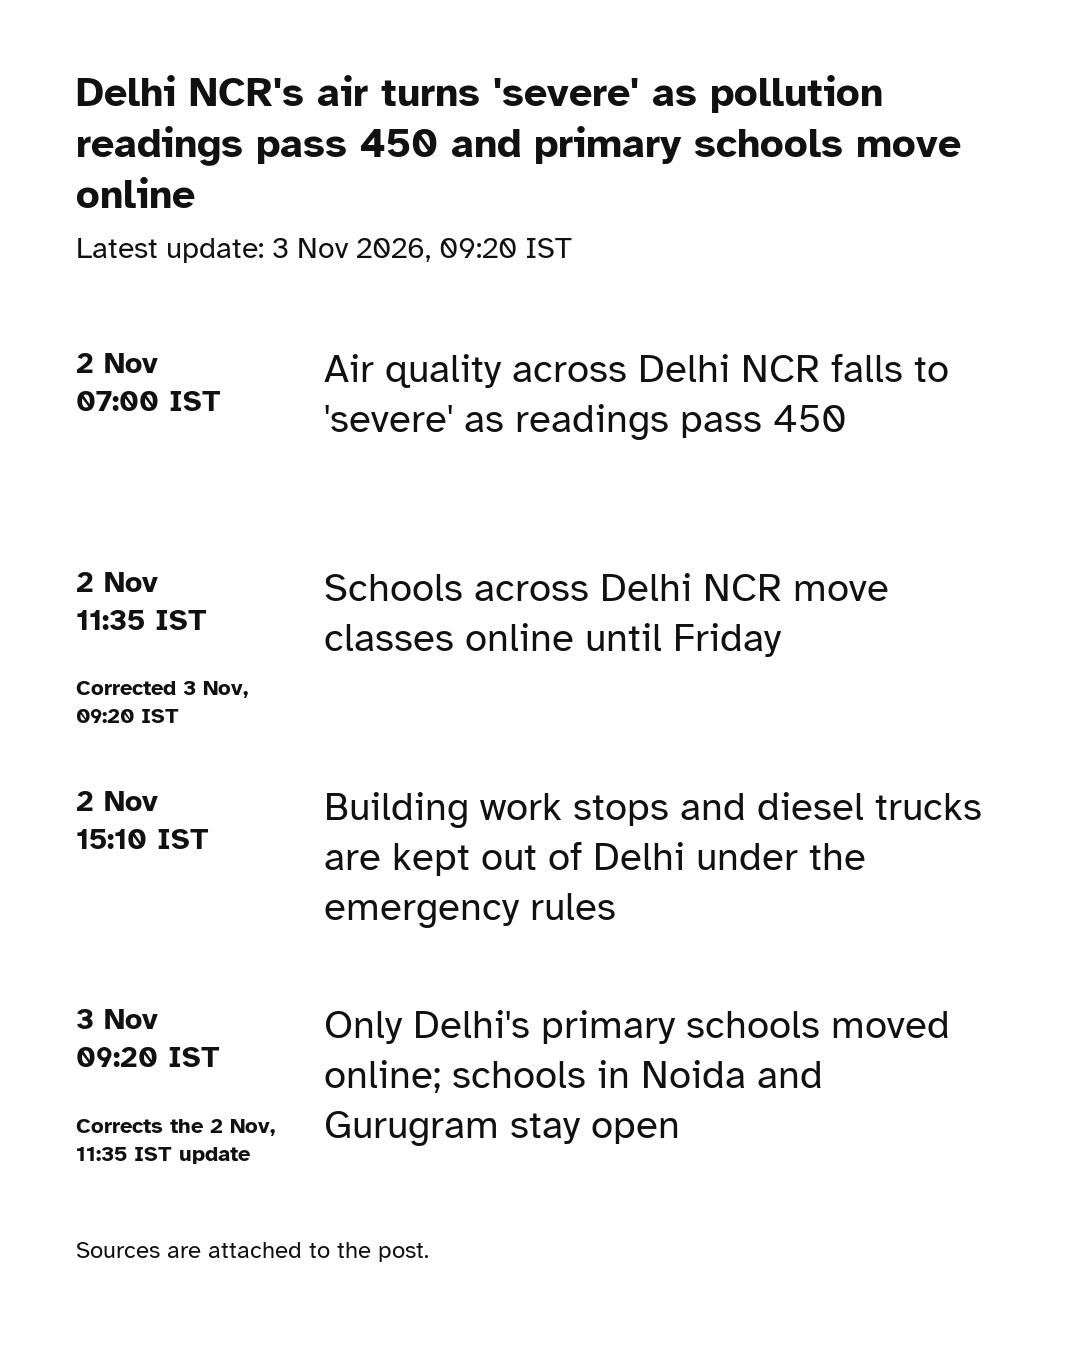 Delhi NCR's air turns 'severe' as pollution
readings pass 450 and primary schools move
online
Latest update: 3 Nov 2026, 09:20 IST
2 Nov
07:00 IST
Air quality across Delhi NCR falls to
'severe' as readings pass 450
2 Nov
11:35 IST
Corrected 3 Nov,
09:20 IST
Schools across Delhi NCR move
classes online until Friday
2 Nov
15:10 IST
Building work stops and diesel trucks
are kept out of Delhi under the
emergency rules
3 Nov
09:20 IST
Corrects the 2 Nov,
11:35 IST update
Only Delhi's primary schools moved
online; schools in Noida and
Gurugram stay open
Sources are attached to the post.